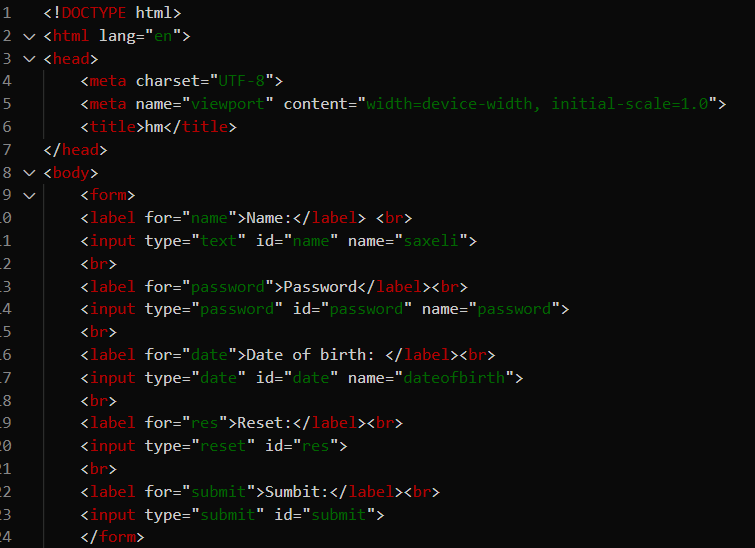 1 <!DOCTYPE html>
2 <html lang="en">
3 <head>
4 <meta charset="UTF-8">
5 <meta name="viewport" content="width=device-width, initial-scale=1.0">
6 <title>hm</title>
7 </head>
8 <body>
9 <form>
10 <label for="name">Name:</label> <br>
11 <input type="text" id="name" name="saxeli">
12 <br>
13 <label for="password">Password</label><br>
14 <input type="password" id="password" name="password">
15 <br>
16 <label for="date">Date of birth: </label><br>
17 <input type="date" id="date" name="dateofbirth">
18 <br>
19 <label for="res">Reset:</label><br>
20 <input type="reset" id="res">
21 <br>
22 <label for="submit">Sumbit:</label><br>
23 <input type="submit" id="submit">
24 </form>